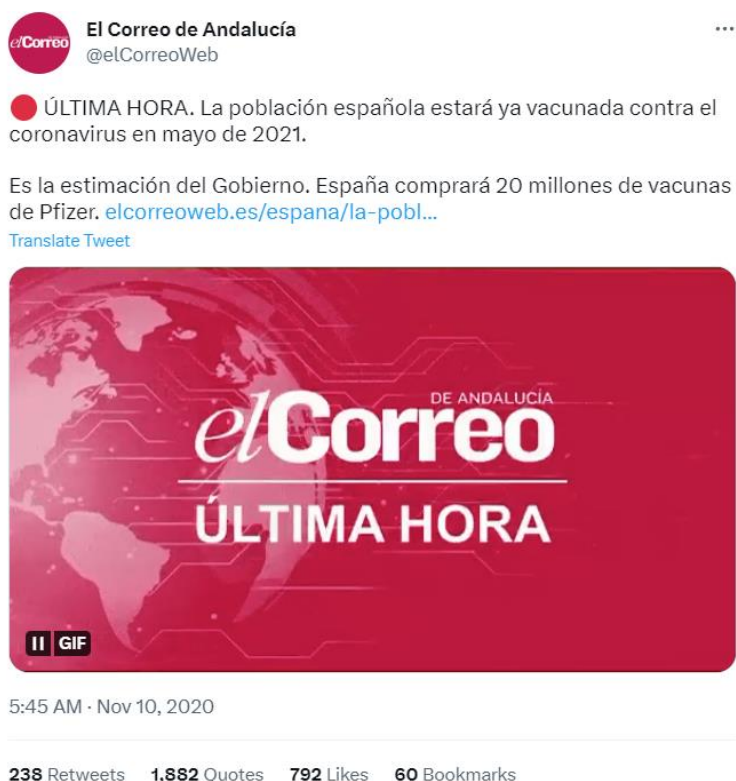 elCorreo
El Correo de Andalucía
@elCorreoWeb
🔴 ÚLTIMA HORA. La población española estará ya vacunada contra el
coronavirus en mayo de 2021.
Es la estimación del Gobierno. España comprará 20 millones de vacunas
de Pfizer. elcorreoweb.es/espana/la-pobl...
Translate Tweet
DE ANDALUCÍA
elCorreo
ÚLTIMA HORA
GIF
5:45 AM · Nov 10, 2020
238 Retweets 1.882 Quotes 792 Likes 60 Bookmarks